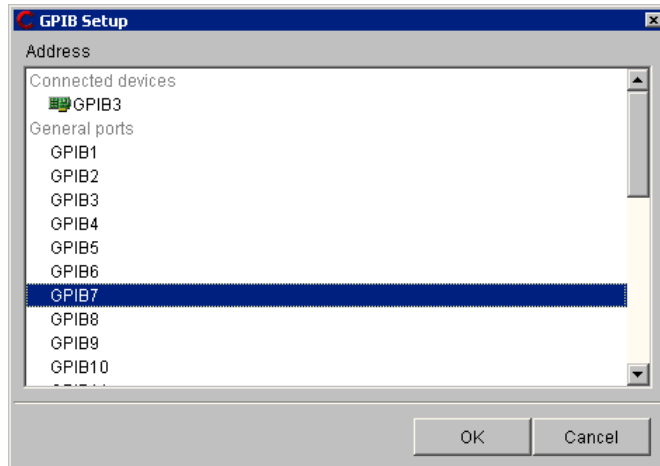 GPIB Setup
Address
Connected devices
GPIB3
General ports
GPIB1
GPIB2
GPIB3
GPIB4
GPIB5
GPIB6
GPIB7
GPIB8
GPIB9
GPIB10
OK Cancel